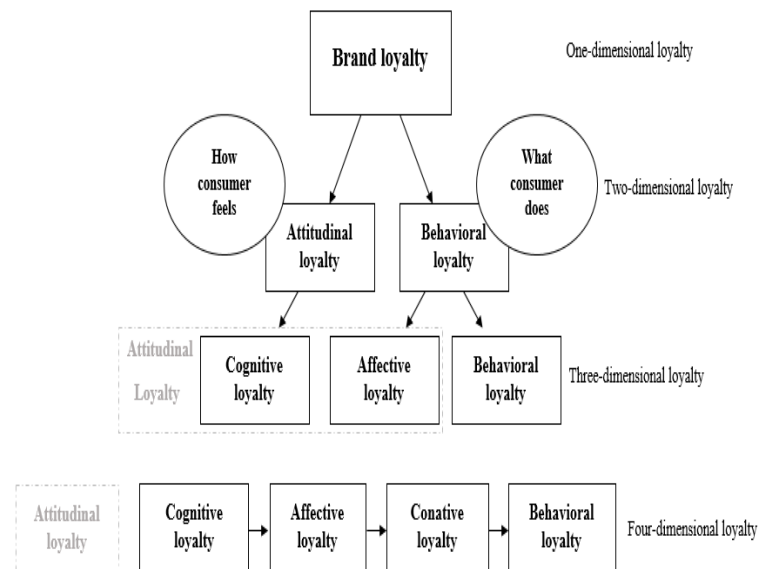 Brand loyalty
One-dimensional loyalty
How
consumer
feels
What
consumer
does
Two-dimensional loyalty
Attitudinal
loyalty
Behavioral
loyalty
Attitudinal
Loyalty
Cognitive
loyalty
Affective
loyalty
Behavioral
loyalty
Three-dimensional loyalty
Attitudinal
loyalty
Cognitive
loyalty
Affective
loyalty
Conative
loyalty
Behavioral
loyalty
Four-dimensional loyalty